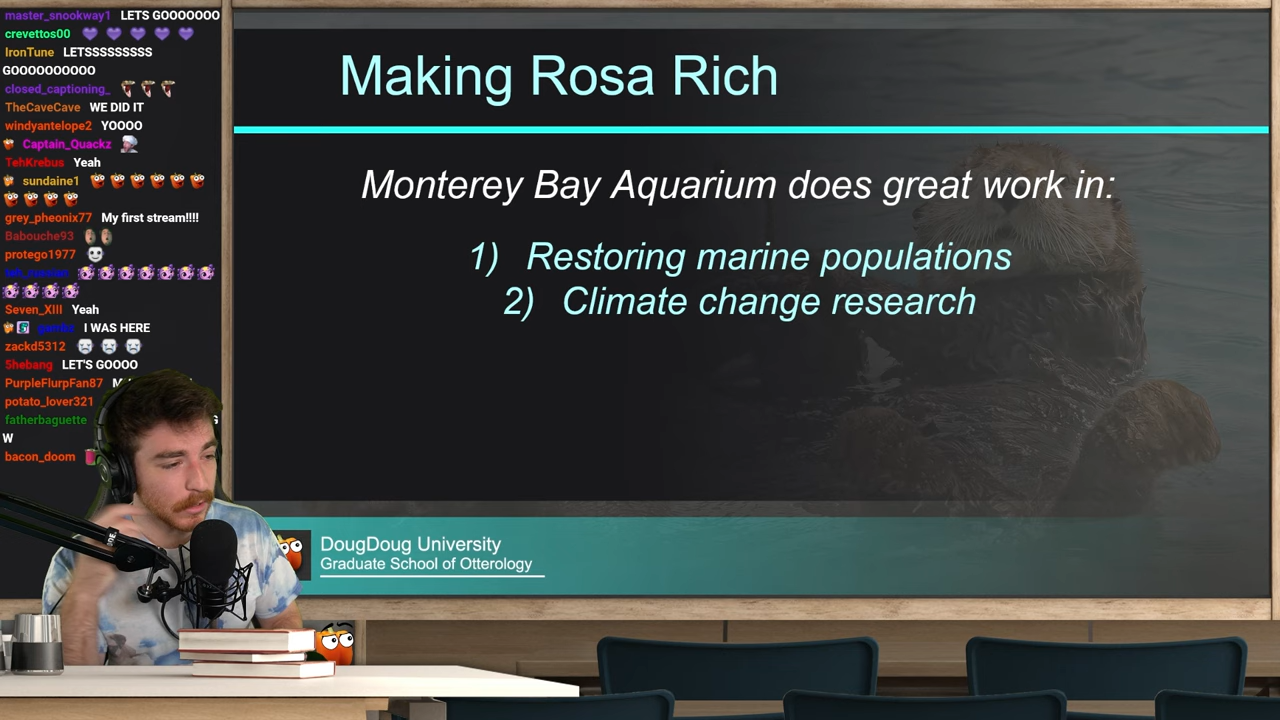 master_snookway1 LETS GOOOOOOO
crevettos00
IronTune LETSSSSSSSSS
GOOOOOOOOOO
closed_captioning_
TheCaveCave WE DID IT
windyantelope2 YOOOO
Captain_Quackz
TehKrebus Yeah
sundaine1
grey_pheonix77 My first stream!!!!
Babouche93
protego1977
Seven_XIII Yeah
I WAS HERE
zackd5312
5hebang LET'S GOOOO
PurpleFlurpFan87
potato_lover321
fatherbaguette
W
bacon_doom
Making Rosa Rich
Monterey Bay Aquarium does great work in:
1) Restoring marine populations
2) Climate change research
DougDoug University
Graduate School of Otterology